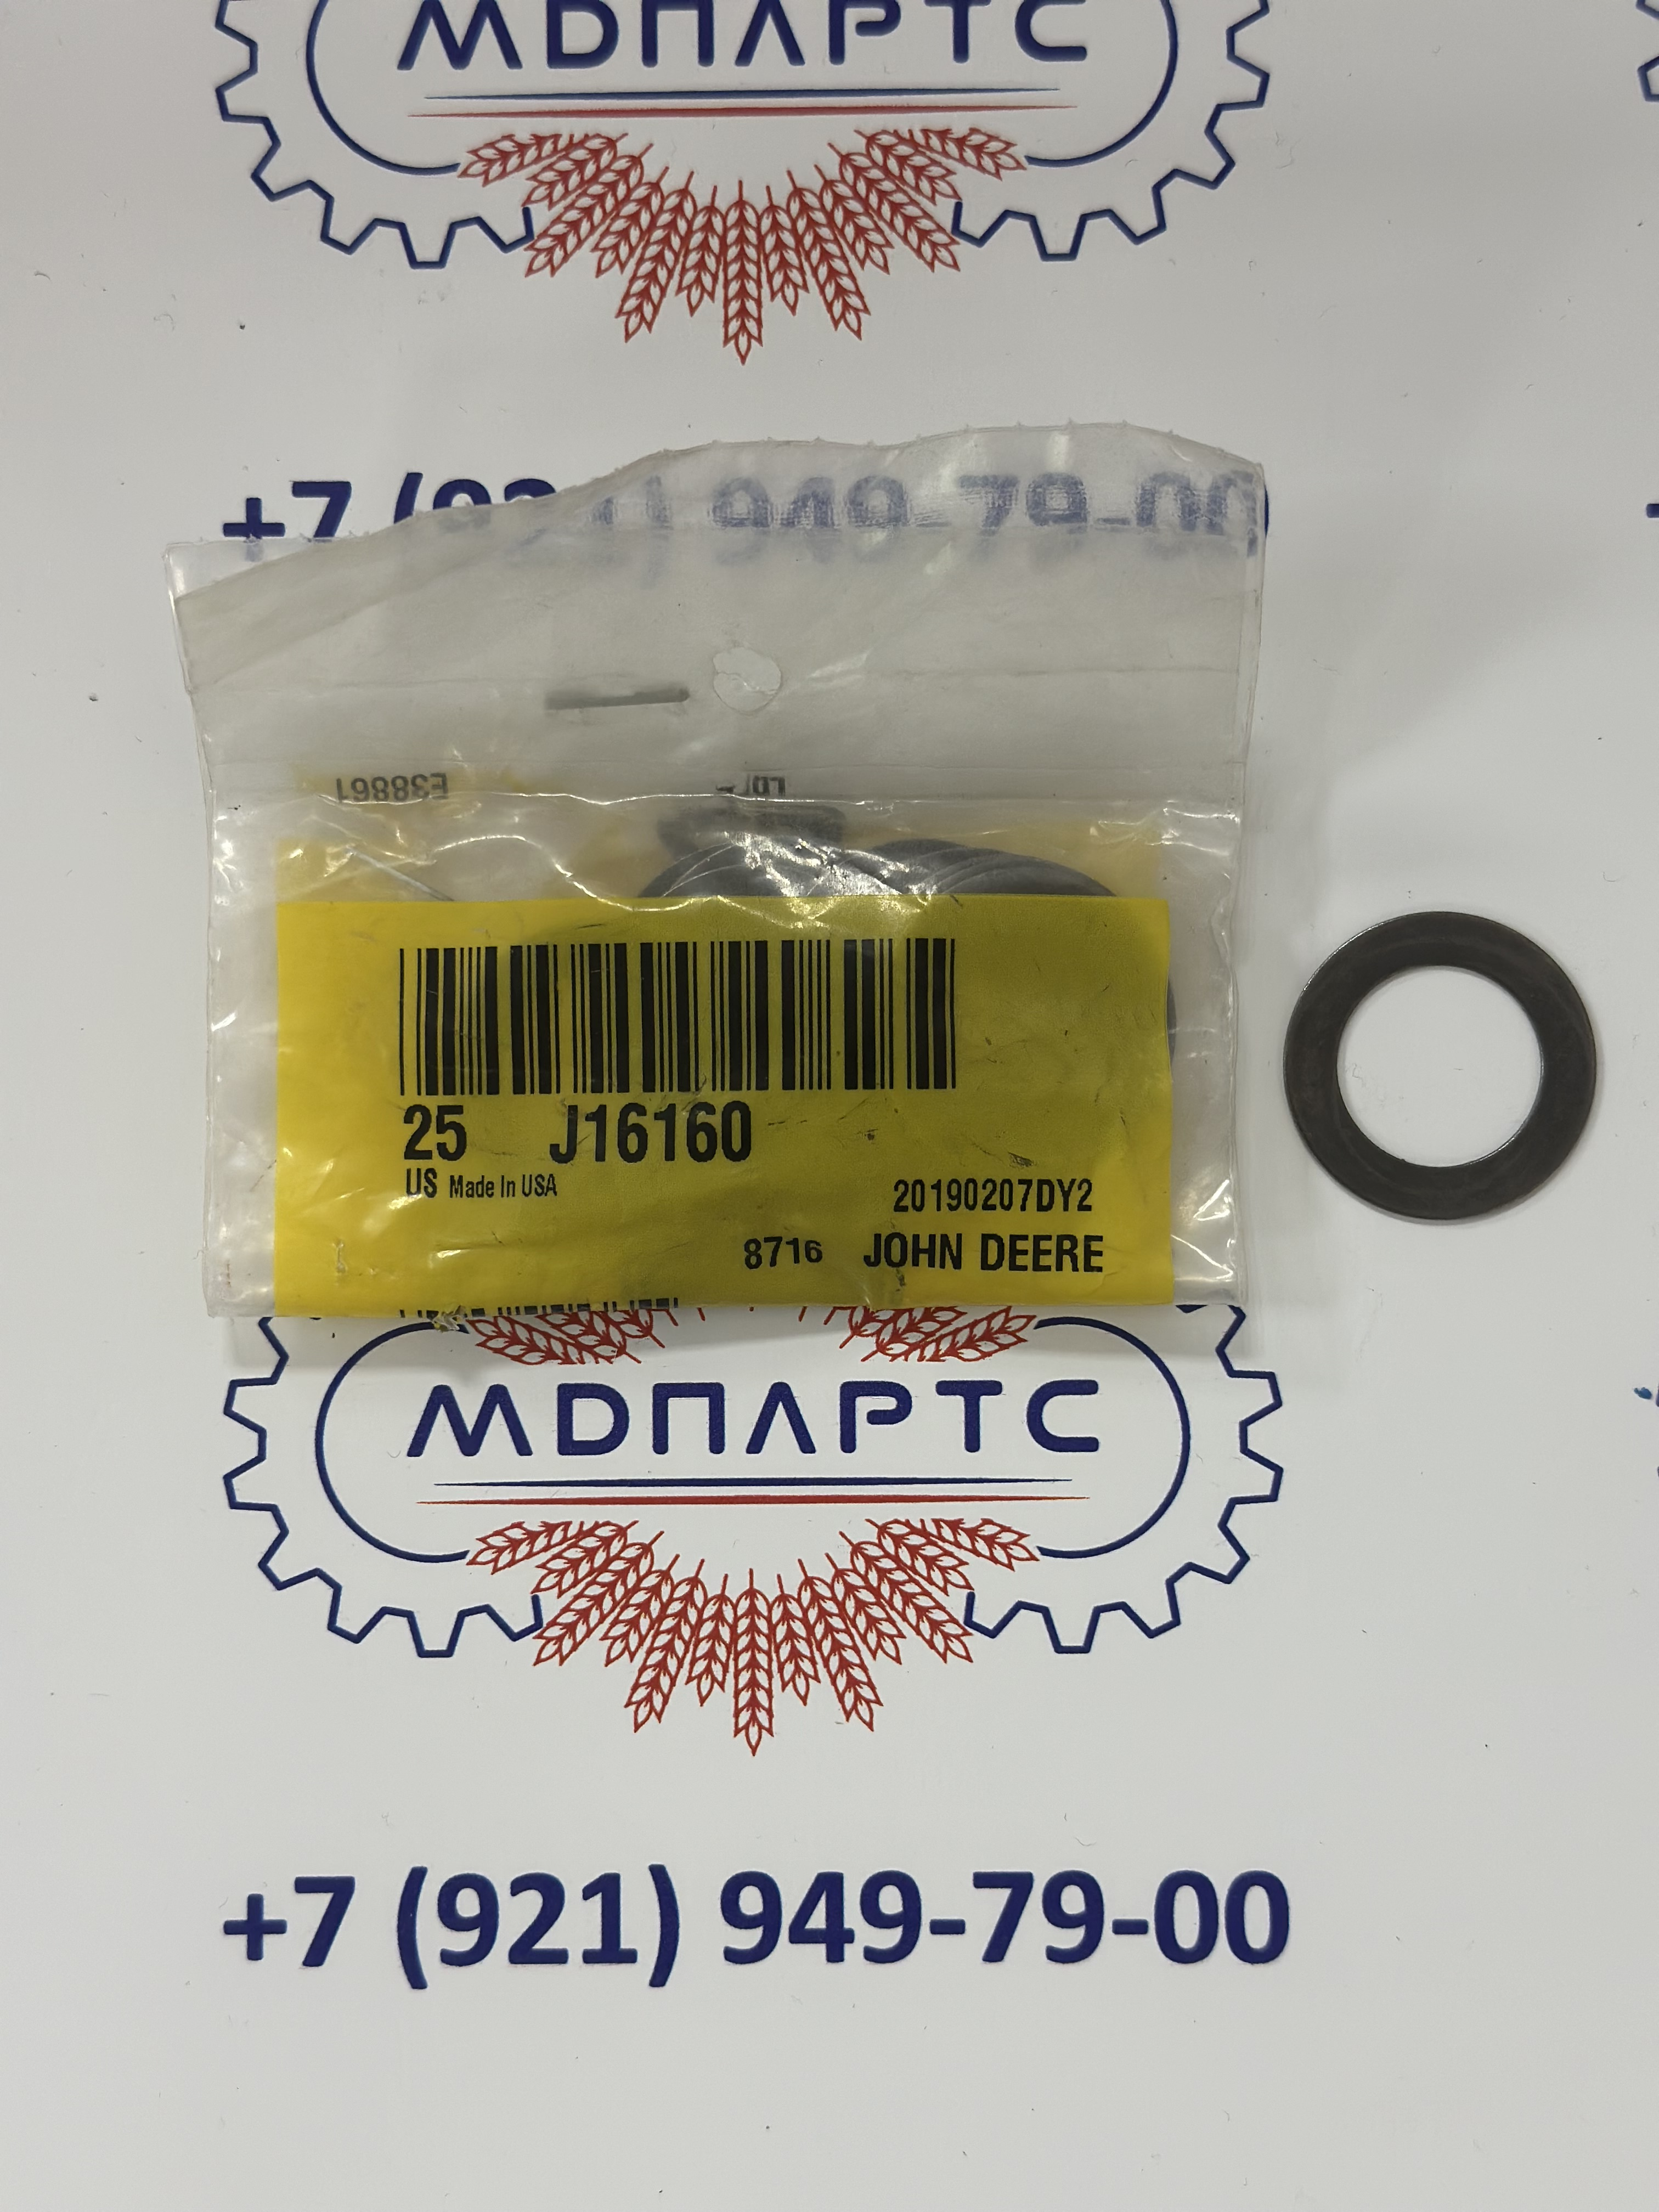 МДПАРТС
+7 (921) 949-79-00
E38861
25 J16160
US Made In USA
20190207DY2
8716 JOHN DEERE
МДПАРТС
+7 (921) 949-79-00